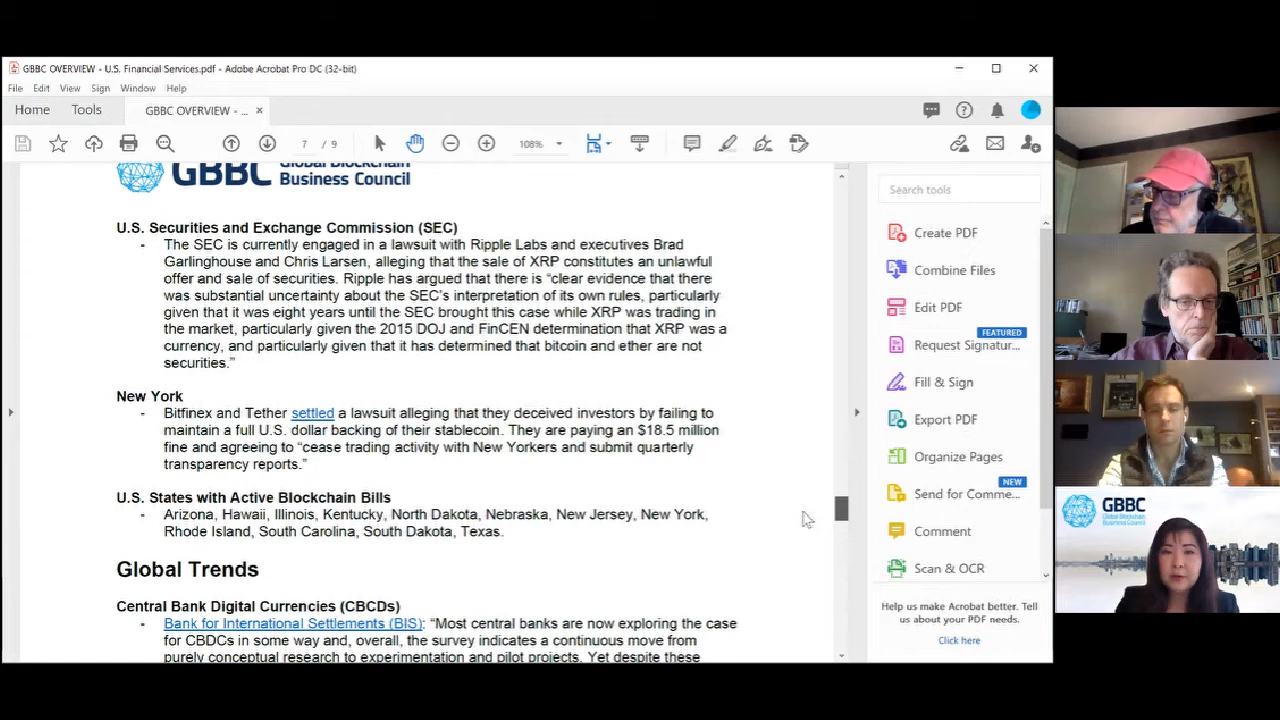 GBBC OVERVIEW - U.S. Financial Services.pdf - Adobe Acrobat Pro DC (32-bit)
File Edit View Sign Window Help
Home Tools GBBC OVERVIEW - ... ×
7 / 9 108%
GBBC Global Blockchain
Business Council
U.S. Securities and Exchange Commission (SEC)
- The SEC is currently engaged in a lawsuit with Ripple Labs and executives Brad
Garlinghouse and Chris Larsen, alleging that the sale of XRP constitutes an unlawful
offer and sale of securities. Ripple has argued that there is “clear evidence that there
was substantial uncertainty about the SEC’s interpretation of its own rules, particularly
given that it was eight years until the SEC brought this case while XRP was trading in
the market, particularly given the 2015 DOJ and FinCEN determination that XRP was a
currency, and particularly given that it has determined that bitcoin and ether are not
securities.”
New York
- Bitfinex and Tether settled a lawsuit alleging that they deceived investors by failing to
maintain a full U.S. dollar backing of their stablecoin. They are paying an $18.5 million
fine and agreeing to “cease trading activity with New Yorkers and submit quarterly
transparency reports.”
U.S. States with Active Blockchain Bills
- Arizona, Hawaii, Illinois, Kentucky, North Dakota, Nebraska, New Jersey, New York,
Rhode Island, South Carolina, South Dakota, Texas.
Global Trends
Central Bank Digital Currencies (CBCDs)
- Bank for International Settlements (BIS): “Most central banks are now exploring the case
for CBDCs in some way and, overall, the survey indicates a continuous move from
purely conceptual research to experimentation and pilot projects. Yet despite these
Search tools
Create PDF
Combine Files
Edit PDF
FEATURED
Request Signatur...
Fill & Sign
Export PDF
Organize Pages
NEW
Send for Comme...
Comment
Scan & OCR
Help us make Acrobat better. Tell
us about your PDF needs.
Click here
GBBC
Global Blockchain
Business Council